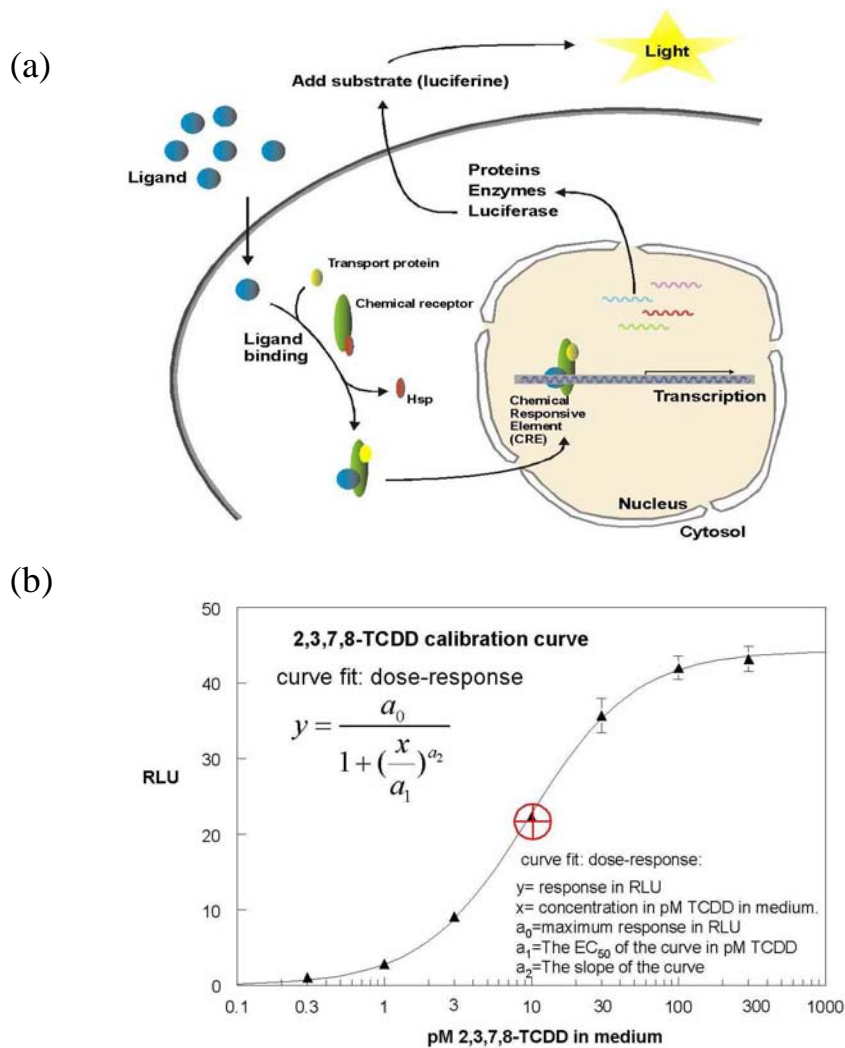 (a)
Light
Add substrate (luciferine)
Ligand
Proteins
Enzymes
Luciferase
Transport protein
Chemical receptor
Ligand
binding
Hsp
Chemical
Responsive
Element
(CRE)
Transcription
Nucleus
Cytosol
(b)
50
40
30
20
10
0
RLU
2,3,7,8-TCDD calibration curve
curve fit: dose-response
y = a₀ / (1 + (x / a₁)^a₂)
curve fit: dose-response:
y= response in RLU
x= concentration in pM TCDD in medium.
a₀=maximum response in RLU
a₁=The EC₅₀ of the curve in pM TCDD
a₂=The slope of the curve
0.1 0.3 1 3 10 30 100 300 1000
pM 2,3,7,8-TCDD in medium